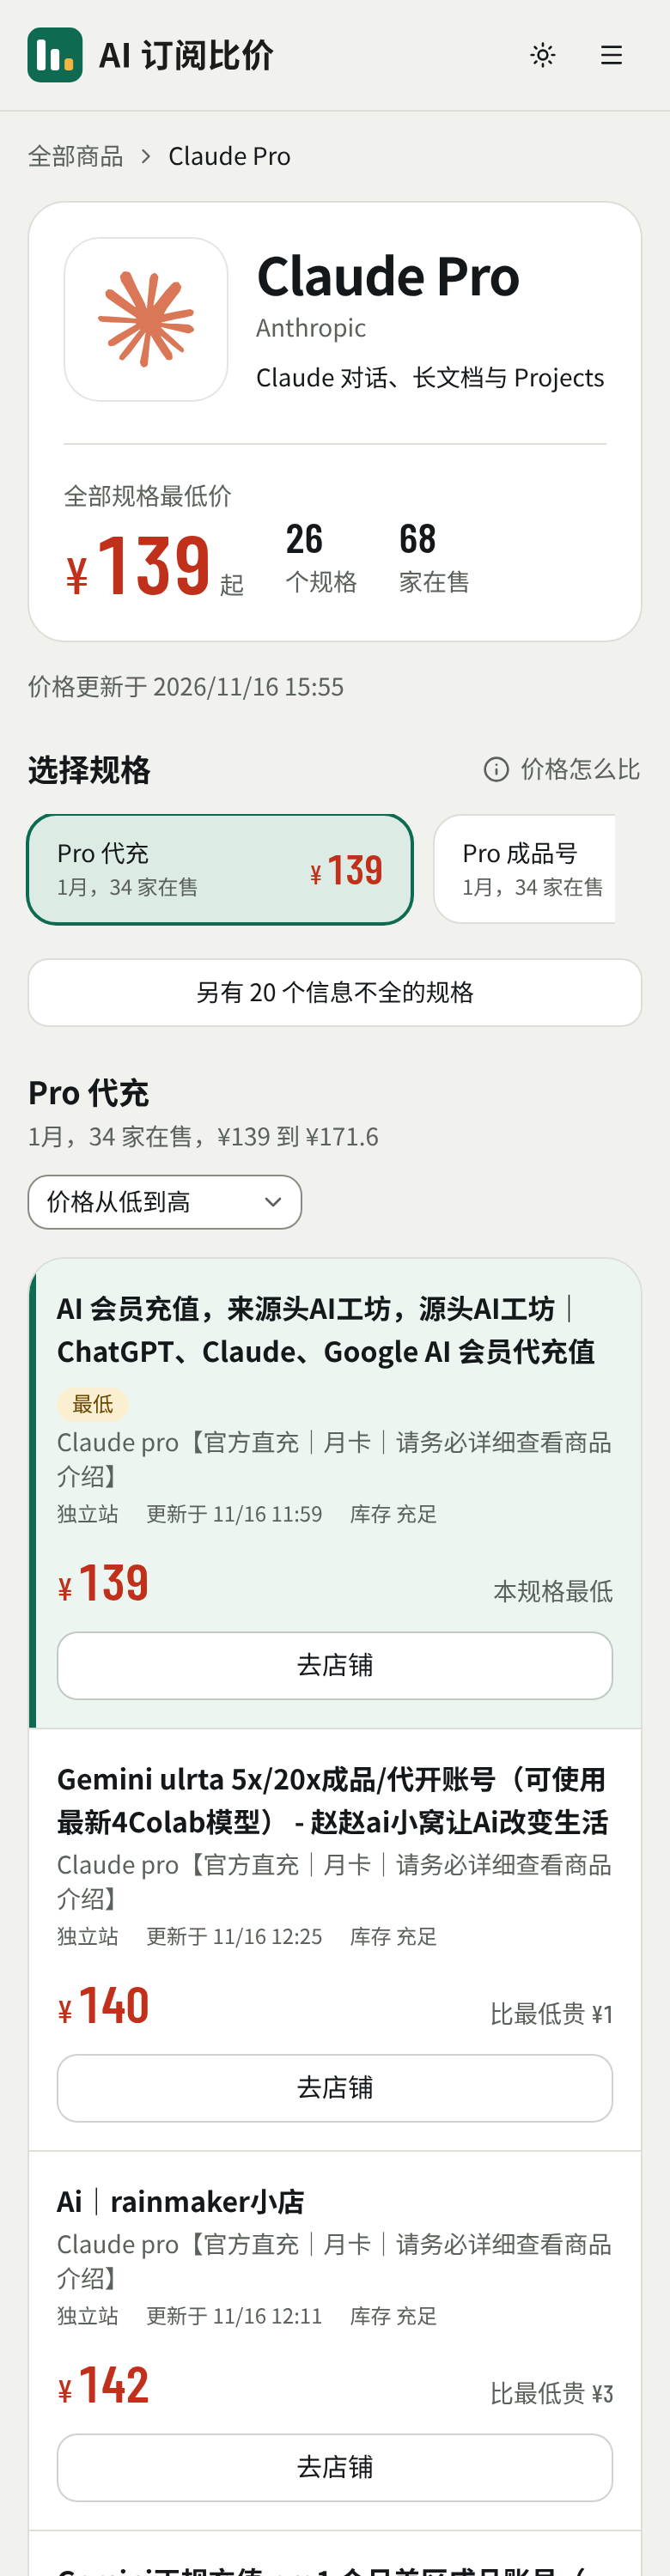 AI 订阅比价
全部商品 > Claude Pro
Claude Pro
Anthropic
Claude 对话、长文档与 Projects
全部规格最低价
¥ 139 起
26
个规格
68
家在售
价格更新于 2026/11/16 15:55
选择规格
价格怎么比
Pro 代充
1月，34 家在售
¥ 139
Pro 成品号
1月，34 家在售
另有 20 个信息不全的规格
Pro 代充
1月，34 家在售，¥139 到 ¥171.6
价格从低到高
AI 会员充值，来源头AI工坊，源头AI工坊｜
ChatGPT、Claude、Google AI 会员代充值
最低
Claude pro【官方直充｜月卡｜请务必详细查看商品
介绍】
独立站 更新于 11/16 11:59 库存 充足
¥ 139
本规格最低
去店铺
Gemini ulrta 5x/20x成品/代开账号（可使用
最新4Colab模型） - 赵赵ai小窝让Ai改变生活
Claude pro【官方直充｜月卡｜请务必详细查看商品
介绍】
独立站 更新于 11/16 12:25 库存 充足
¥ 140
比最低贵 ¥1
去店铺
Ai｜rainmaker小店
Claude pro【官方直充｜月卡｜请务必详细查看商品
介绍】
独立站 更新于 11/16 12:11 库存 充足
¥ 142
比最低贵 ¥3
去店铺